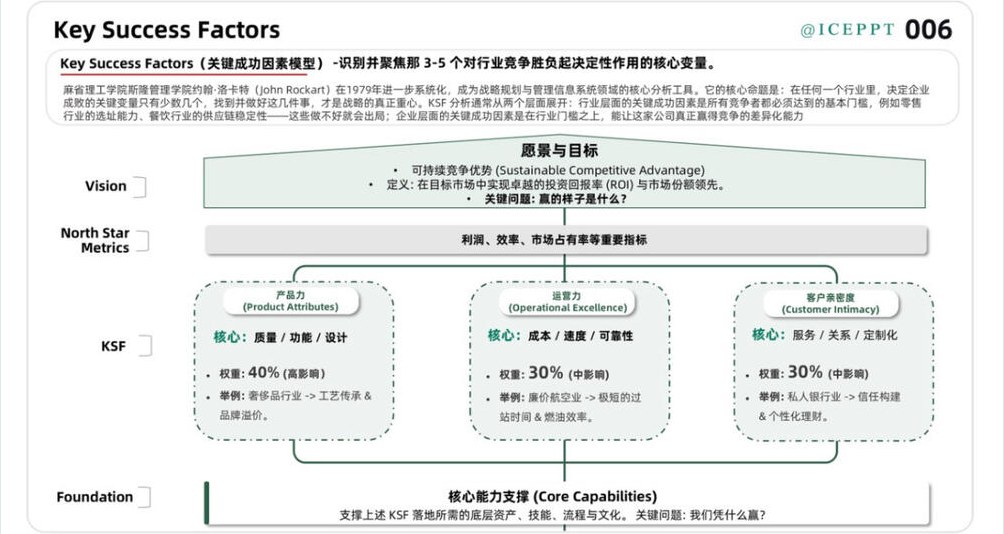 Key Success Factors
@ICEPPT 006
Key Success Factors（关键成功因素模型） -识别并聚焦那 3-5 个对行业竞争胜负起决定性作用的核心变量。
麻省理工学院斯隆管理学院约翰·洛卡特（John Rockart）在1979年进一步系统化，成为战略规划与管理信息系统领域的核心分析工具。它的核心命题是：在任何一个行业里，决定企业
成败的关键变量只有少数几个，找到并做好这几件事，才是战略的真正重心。KSF 分析通常从两个层面展开：行业层面的关键成功因素是所有竞争者都必须达到的基本门槛，例如零售
行业的选址能力、餐饮行业的供应链稳定性——这些做不好就会出局；企业层面的关键成功因素是在行业门槛之上，能让这家公司真正赢得竞争的差异化能力
Vision
愿景与目标
• 可持续竞争优势 (Sustainable Competitive Advantage)
• 定义: 在目标市场中实现卓越的投资回报率 (ROI) 与市场份额领先。
• 关键问题: 赢的样子是什么?
North Star
Metrics
利润、效率、市场占有率等重要指标
KSF
产品力
(Product Attributes)
核心: 质量 / 功能 / 设计
• 权重: 40% (高影响)
• 举例: 奢侈品行业 -> 工艺传承 &
品牌溢价。
运营力
(Operational Excellence)
核心: 成本 / 速度 / 可靠性
• 权重: 30% (中影响)
• 举例: 廉价航空业 -> 极短的过
站时间 & 燃油效率。
客户亲密度
(Customer Intimacy)
核心: 服务 / 关系 / 定制化
• 权重: 30% (中影响)
• 举例: 私人银行业 -> 信任构建
& 个性化理财。
Foundation
核心能力支撑 (Core Capabilities)
支撑上述 KSF 落地所需的底层资产、技能、流程与文化。 关键问题: 我们凭什么赢?